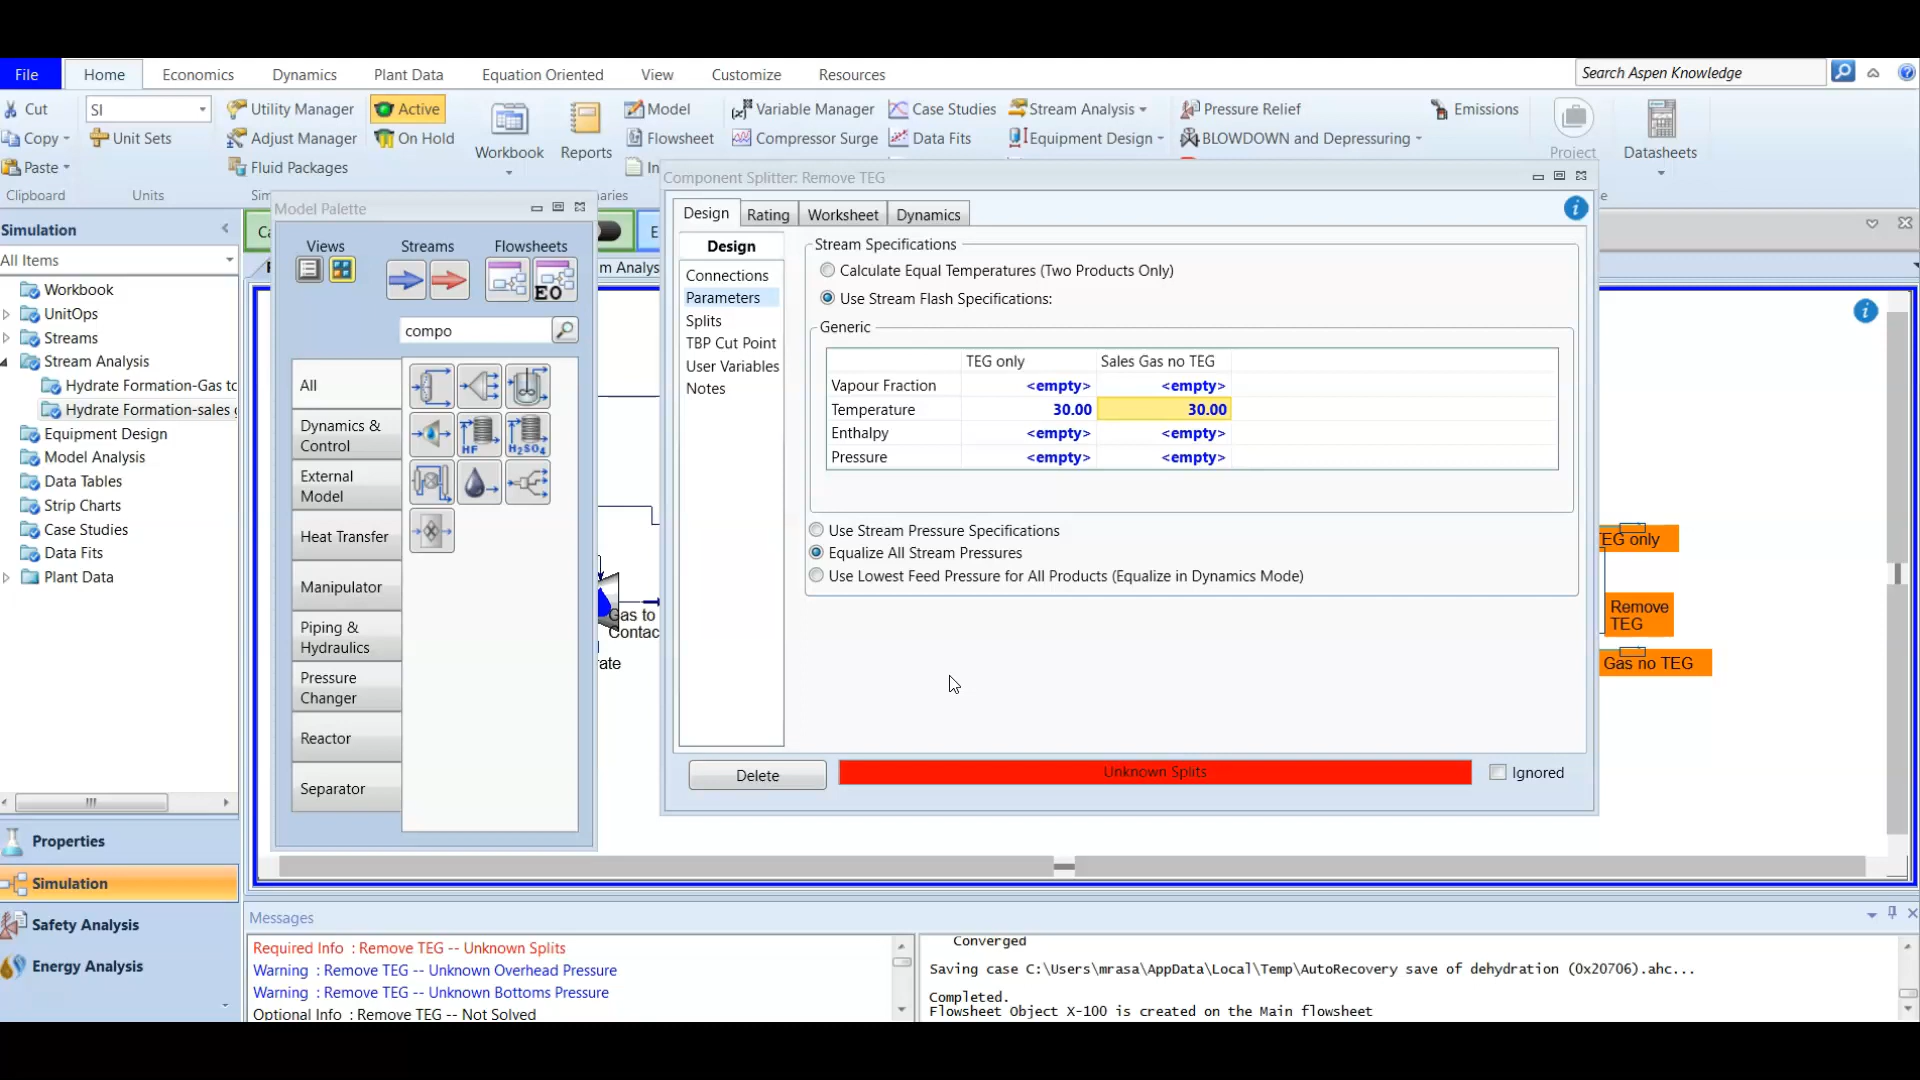 File Home Economics Dynamics Plant Data Equation Oriented View Customize Resources Search Aspen Knowledge
Cut SI Utility Manager Active Model Variable Manager Case Studies Stream Analysis Pressure Relief Emissions
Copy Unit Sets Adjust Manager On Hold Workbook Reports Flowsheet Compressor Surge Data Fits Equipment Design BLOWDOWN and Depressuring Project Datasheets
Paste Fluid Packages In
Clipboard Units Sim aries e
Component Splitter: Remove TEG
Model Palette
Simulation
All Items
Workbook
UnitOps
Streams
Stream Analysis
Hydrate Formation-Gas to
Hydrate Formation-sales g
Equipment Design
Model Analysis
Data Tables
Strip Charts
Case Studies
Data Fits
Plant Data
Properties
Simulation
Safety Analysis
Energy Analysis
Ca
E
m Analys
Views Streams Flowsheets
EO
compo
All
Dynamics &
Control
External
Model
Heat Transfer
Manipulator
Piping &
Hydraulics
Pressure
Changer
Reactor
Separator
HF H₂SO₄
Gas to
Contac
rate
Design Rating Worksheet Dynamics
Design
Connections
Parameters
Splits
TBP Cut Point
User Variables
Notes
Stream Specifications
Calculate Equal Temperatures (Two Products Only)
Use Stream Flash Specifications:
Generic
TEG only Sales Gas no TEG
Vapour Fraction <empty> <empty>
Temperature 30.00 30.00
Enthalpy <empty> <empty>
Pressure <empty> <empty>
Use Stream Pressure Specifications
Equalize All Stream Pressures
Use Lowest Feed Pressure for All Products (Equalize in Dynamics Mode)
Delete Unknown Splits Ignored
TEG only
Remove
TEG
Gas no TEG
Messages
Required Info : Remove TEG -- Unknown Splits
Warning : Remove TEG -- Unknown Overhead Pressure
Warning : Remove TEG -- Unknown Bottoms Pressure
Optional Info : Remove TEG -- Not Solved
Converged
Saving case C:\Users\mrasa\AppData\Local\Temp\AutoRecovery save of dehydration (0x20706).ahc...
Completed.
Flowsheet Object X-100 is created on the Main flowsheet